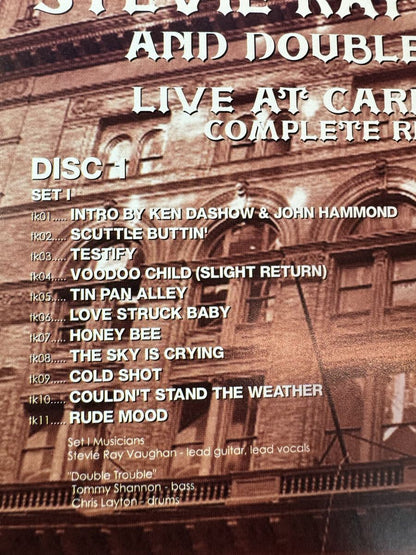 STEVIE RAY
AND DOUBLE
LIVE AT CAR
COMPLETE R
DISC 1
SET I
tk01..... INTRO BY KEN DASHOW & JOHN HAMMOND
tk02..... SCUTTLE BUTTIN'
tk03..... TESTIFY
tk04..... VOODOO CHILD (SLIGHT RETURN)
tk05..... TIN PAN ALLEY
tk06..... LOVE STRUCK BABY
tk07..... HONEY BEE
tk08..... THE SKY IS CRYING
tk09..... COLD SHOT
tk10..... COULDN'T STAND THE WEATHER
tk11..... RUDE MOOD
Set I Musicians
Stevie Ray Vaughan - lead guitar, lead vocals
"Double Trouble"
Tommy Shannon - bass
Chris Layton - drums